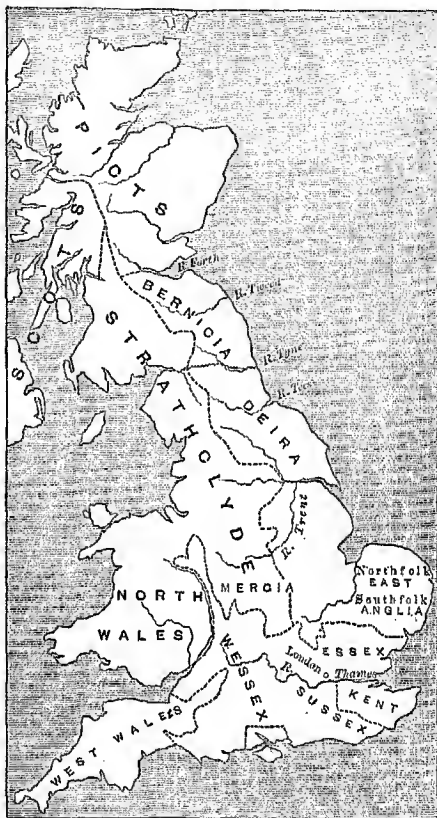 PICTS
SCOTS
R. Forth
BERNICIA
R. Tweed
STRATHCLYDE
R. Tyne
R. Tees
DEIRA
R. Trent
Northfolk
EAST
Southfolk
ANGLIA
MERCIA
NORTH
WALES
WESSEX
ESSEX
London
R. Thames
KENT
SUSSEX
WEST WALES